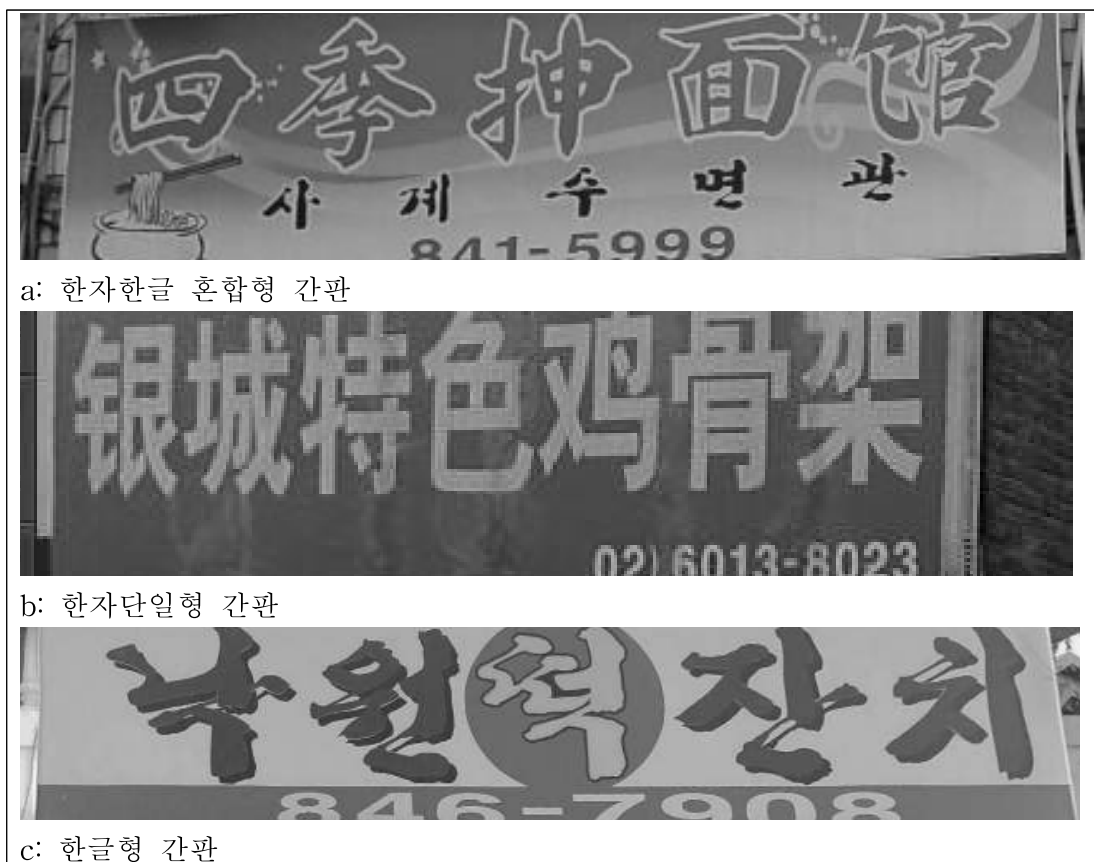 四季抻面馆
사계수면판
841-5999
a: 한자한글 혼합형 간판
银城特色鸡骨架
02) 6013-8023
b: 한자단일형 간판
낙원떡잔치
846-7908
c: 한글형 간판